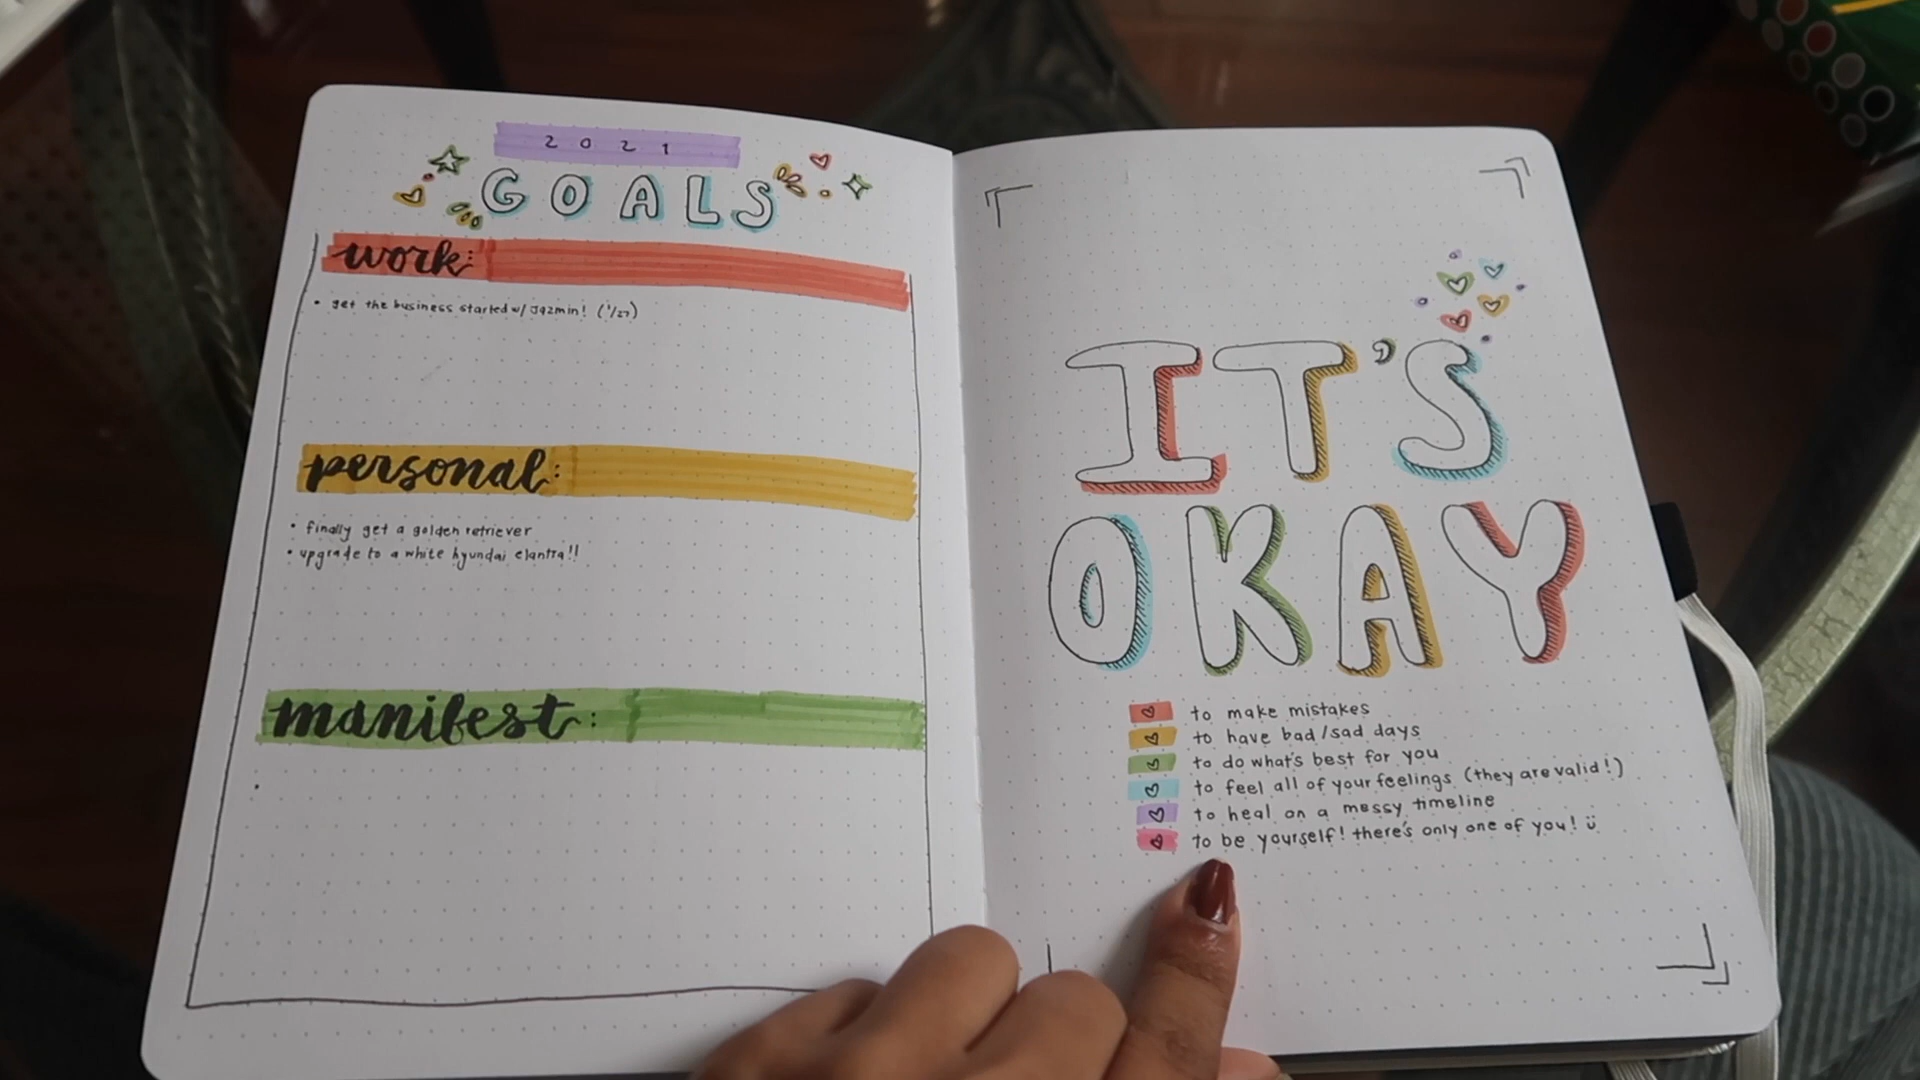 2021
GOALS
work:
• get the business started w/ Jazmin! (1/27)
personal:
• finally get a golden retriever
• upgrade to a white hyundai elantra!!
manifest:
•
IT'S
OKAY
to make mistakes
to have bad/sad days
to do what's best for you
to feel all of your feelings (they are valid!)
to heal on a messy timeline
to be yourself! there's only one of you! ü